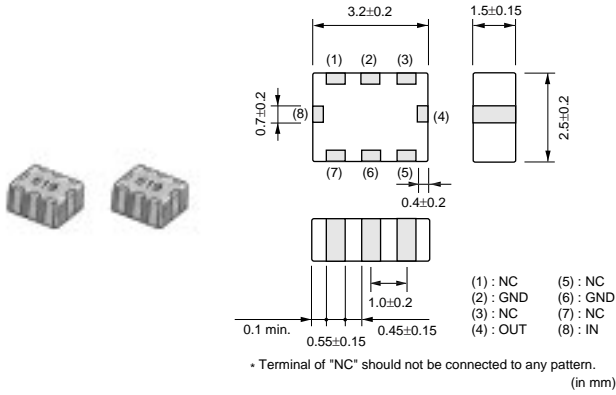 3.2±0.2
1.5±0.15
(1)
(2)
(3)
0.7±0.2
(8)
(4)
2.5±0.2
(7)
(6)
(5)
0.4±0.2
1.0±0.2
0.1 min.
0.45±0.15
0.55±0.15
(1) : NC (5) : NC
(2) : GND (6) : GND
(3) : NC (7) : NC
(4) : OUT (8) : IN
* Terminal of "NC" should not be connected to any pattern.
(in mm)